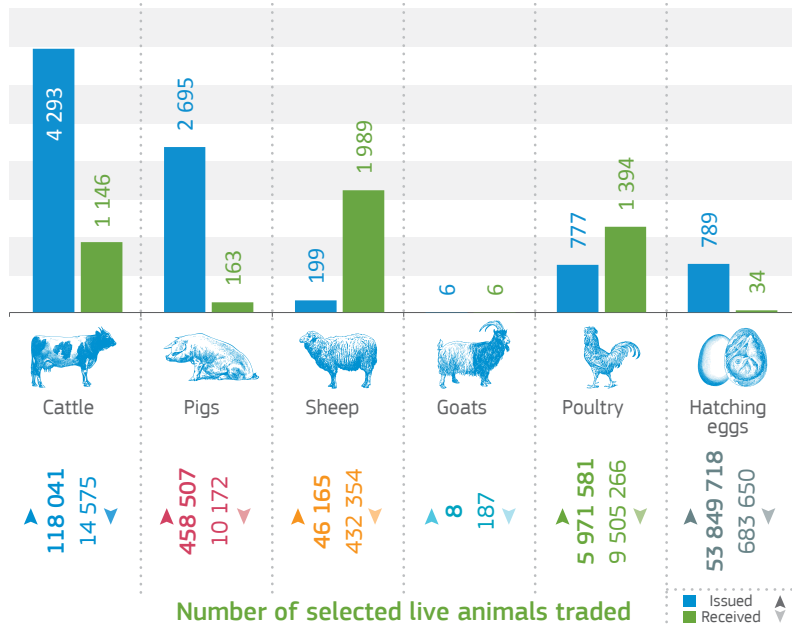 4 293
1 146
2 695
163
199
1 989
6
6
777
1 394
789
34
Cattle
Pigs
Sheep
Goats
Poultry
Hatching
eggs
118 041
14 575
458 507
10 172
46 165
432 354
8
187
5 971 581
9 505 266
53 849 718
683 650
Number of selected live animals traded
Issued
Received